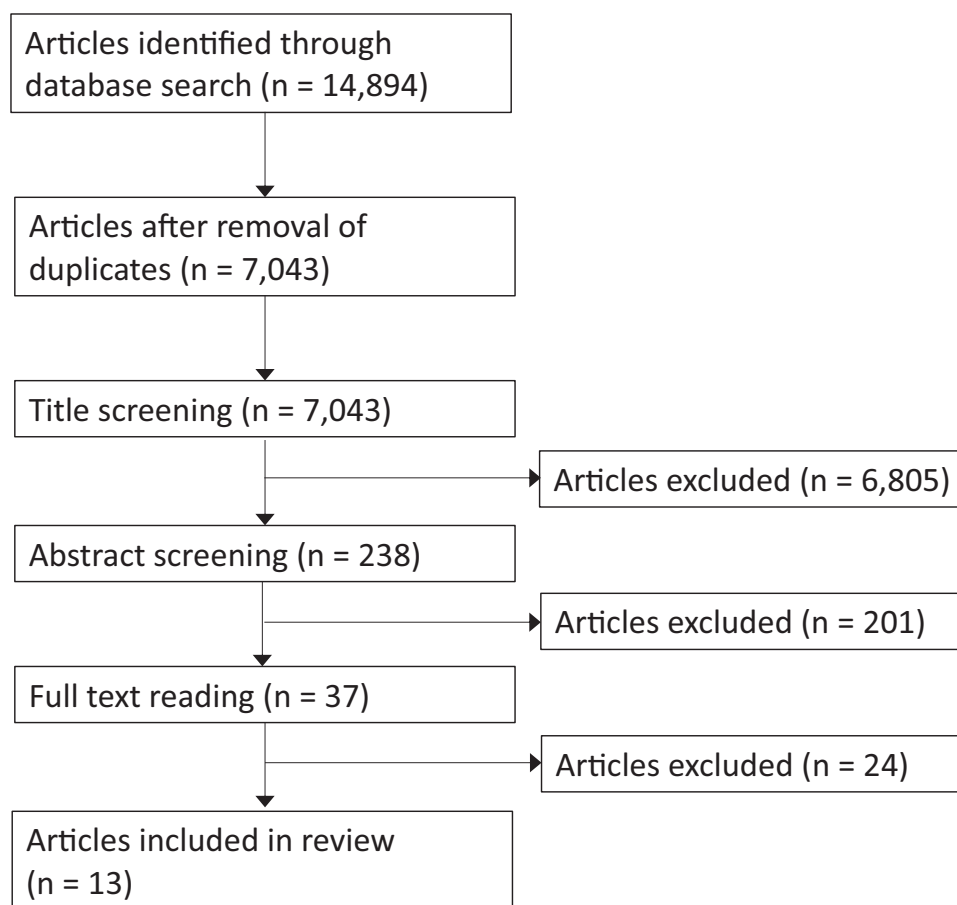 Articles identified through
database search (n = 14,894)
Articles after removal of
duplicates (n = 7,043)
Title screening (n = 7,043)
Articles excluded (n = 6,805)
Abstract screening (n = 238)
Articles excluded (n = 201)
Full text reading (n = 37)
Articles excluded (n = 24)
Articles included in review
(n = 13)